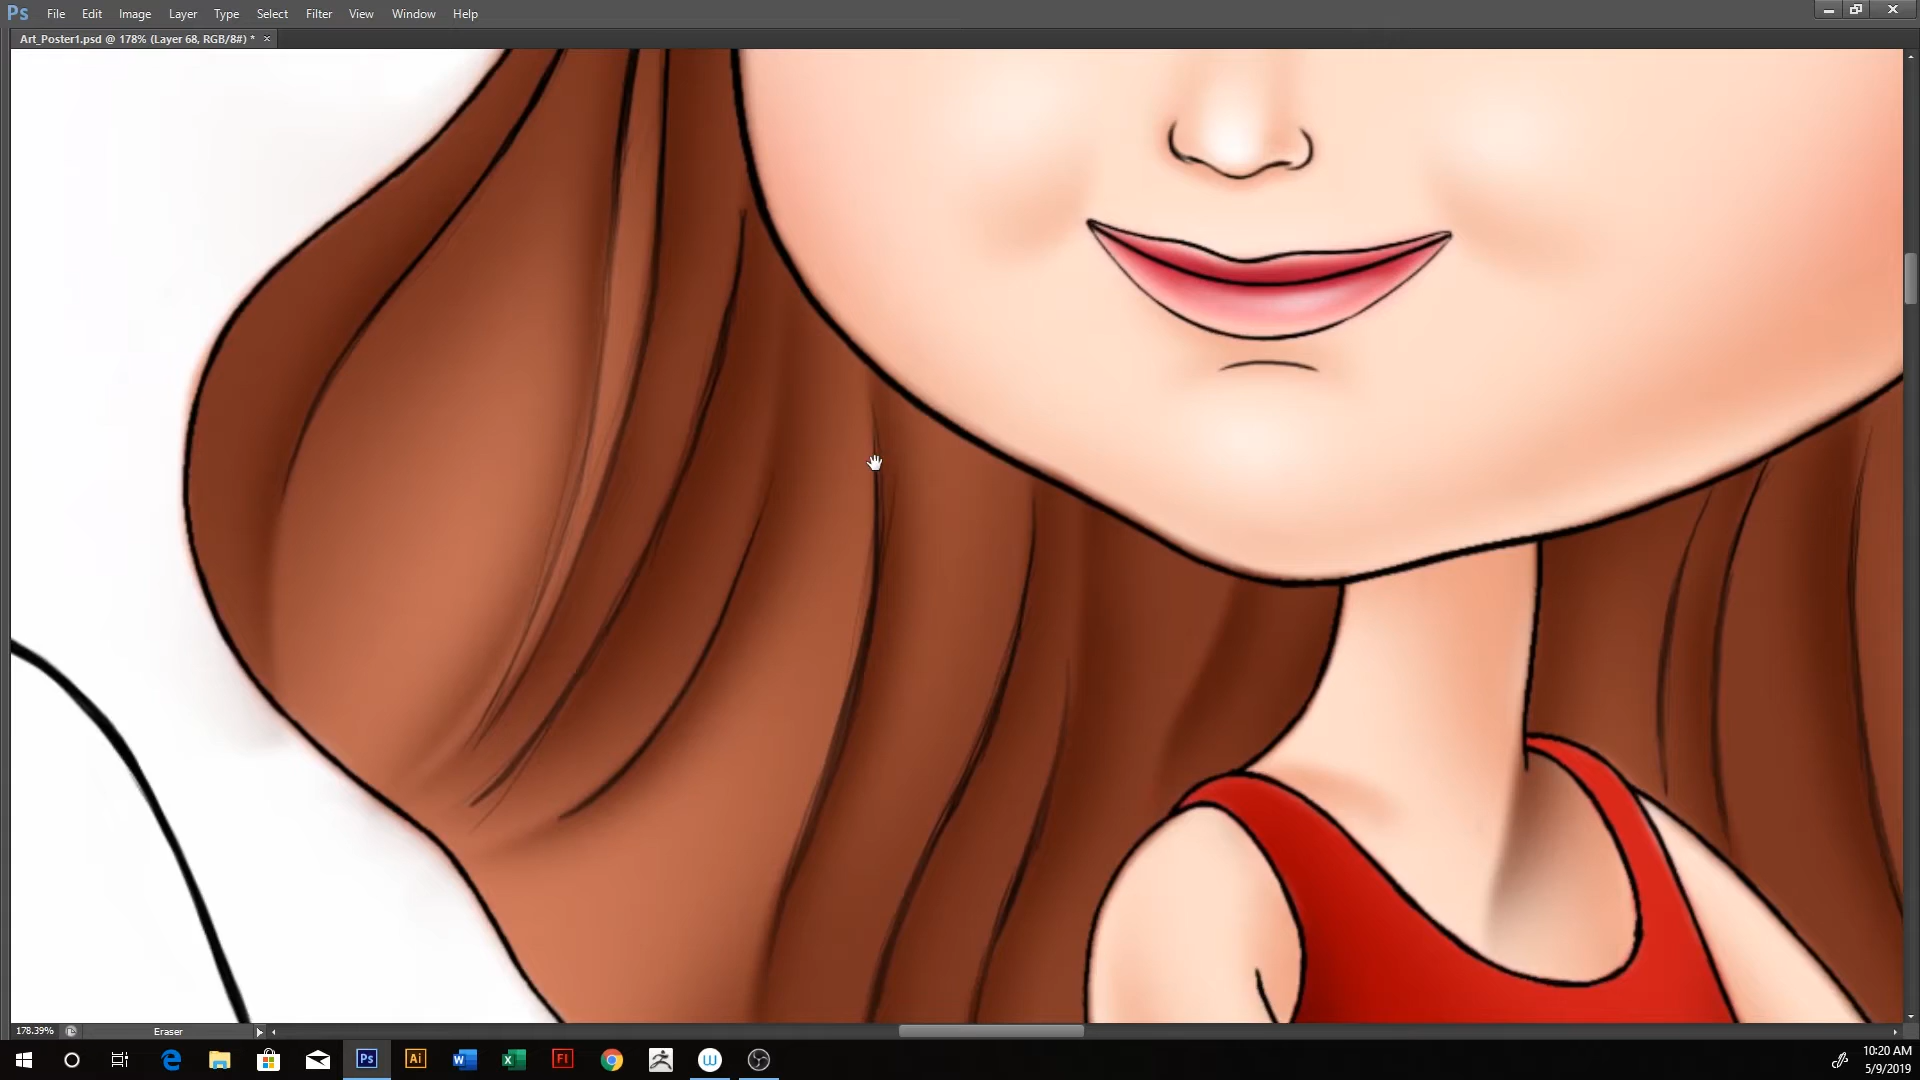 Ps File Edit Image Layer Type Select Filter View Window Help
Art_Poster1.psd @ 178% (Layer 68, RGB/8#) * ×
178.39% Eraser
Ps Ai W X Fl W
10:20 AM
5/9/2019